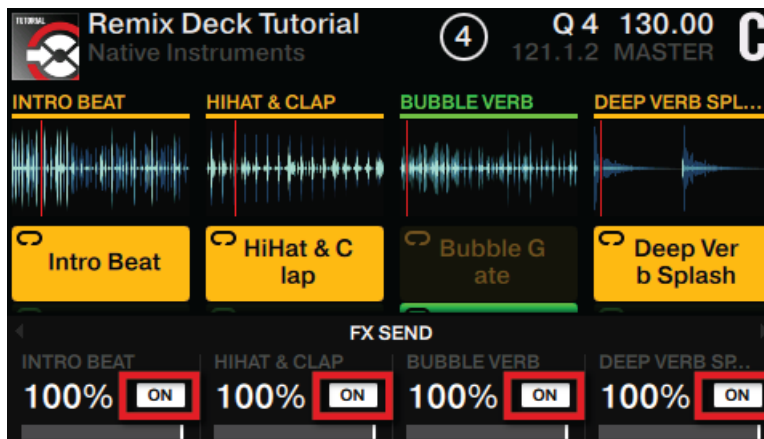 TUTORIAL
Remix Deck Tutorial
Native Instruments
4
Q 4 130.00
121.1.2 MASTER
C
INTRO BEAT HIHAT & CLAP BUBBLE VERB DEEP VERB SPL...
Intro Beat
HiHat & C
lap
Bubble G
ate
Deep Ver
b Splash
FX SEND
INTRO BEAT HIHAT & CLAP BUBBLE VERB DEEP VERB SP...
100% ON 100% ON 100% ON 100% ON